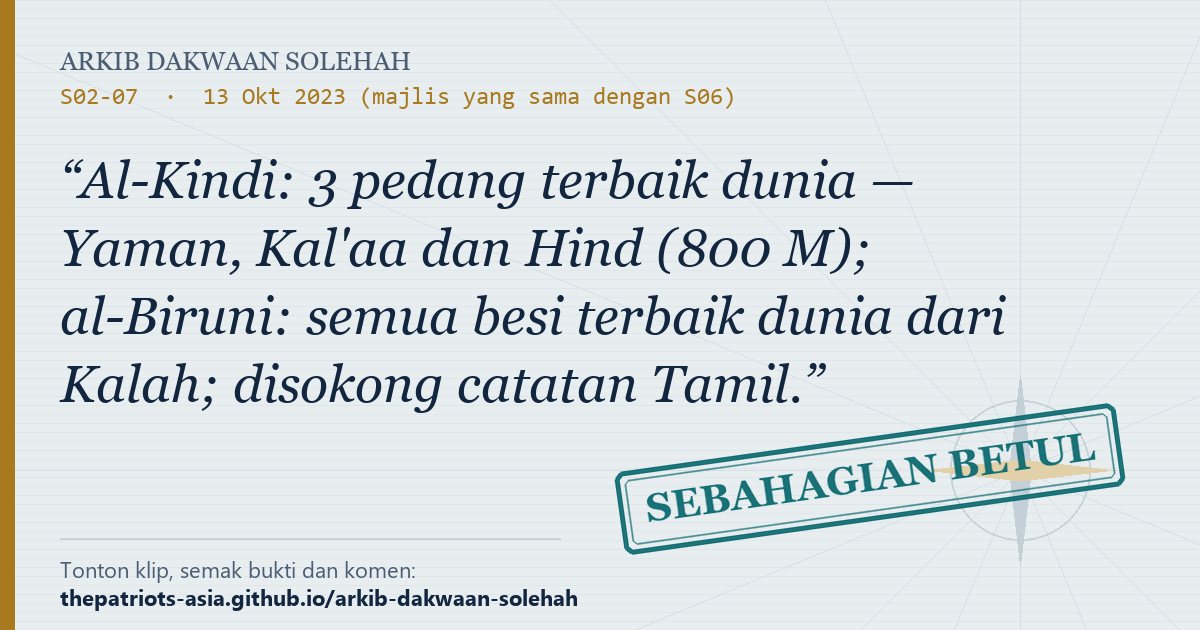 ARKIB DAKWAAN SOLEHAH
S02-07 · 13 Okt 2023 (majlis yang sama dengan S06)
“Al-Kindi: 3 pedang terbaik dunia —
Yaman, Kal'aa dan Hind (800 M);
al-Biruni: semua besi terbaik dunia dari
Kalah; disokong catatan Tamil.”
SEBAHAGIAN BETUL
Tonton klip, semak bukti dan komen:
thepatriots-asia.github.io/arkib-dakwaan-solehah